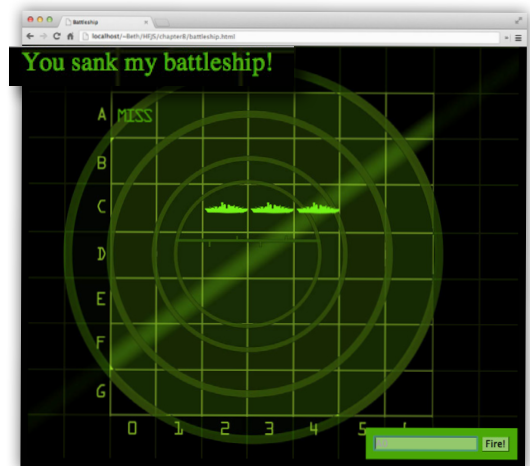 Battleship
localhost/~Beth/HFJS/chapter8/battleship.html
You sank my battleship!
A MISS
B
C
D
E
F
G
0 1 2 3 4 5
Fire!